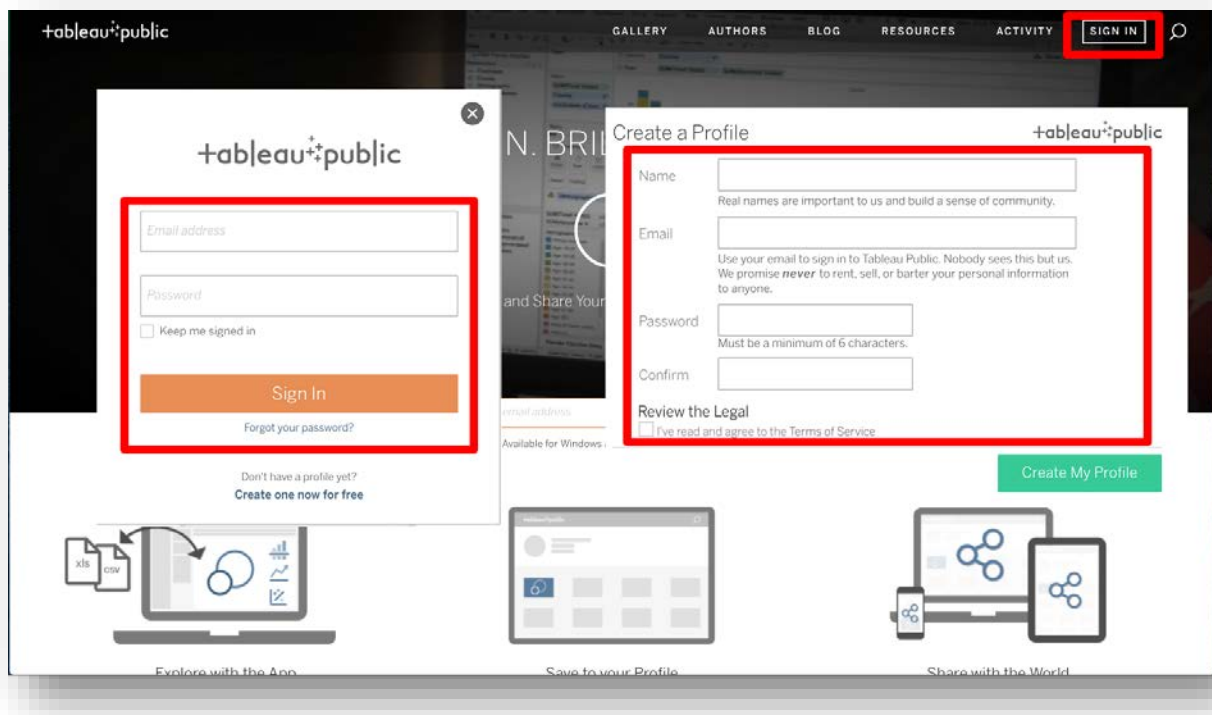 +ab|eau public
GALLERY AUTHORS BLOG RESOURCES ACTIVITY SIGN IN
+ab|eau public
Email address
Password
Keep me signed in
Sign In
Forgot your password?
Don't have a profile yet?
Create one now for free
N. BRIL
and Share Your
email address
Available for Windows
Create a Profile
+ab|eau public
Name
Real names are important to us and build a sense of community.
Email
Use your email to sign in to Tableau Public. Nobody sees this but us.
We promise never to rent, sell, or barter your personal information
to anyone.
Password
Must be a minimum of 6 characters.
Confirm
Review the Legal
I've read and agree to the Terms of Service
Create My Profile
xls
csv
Explore with the App
Save to your Profile
Share with the World